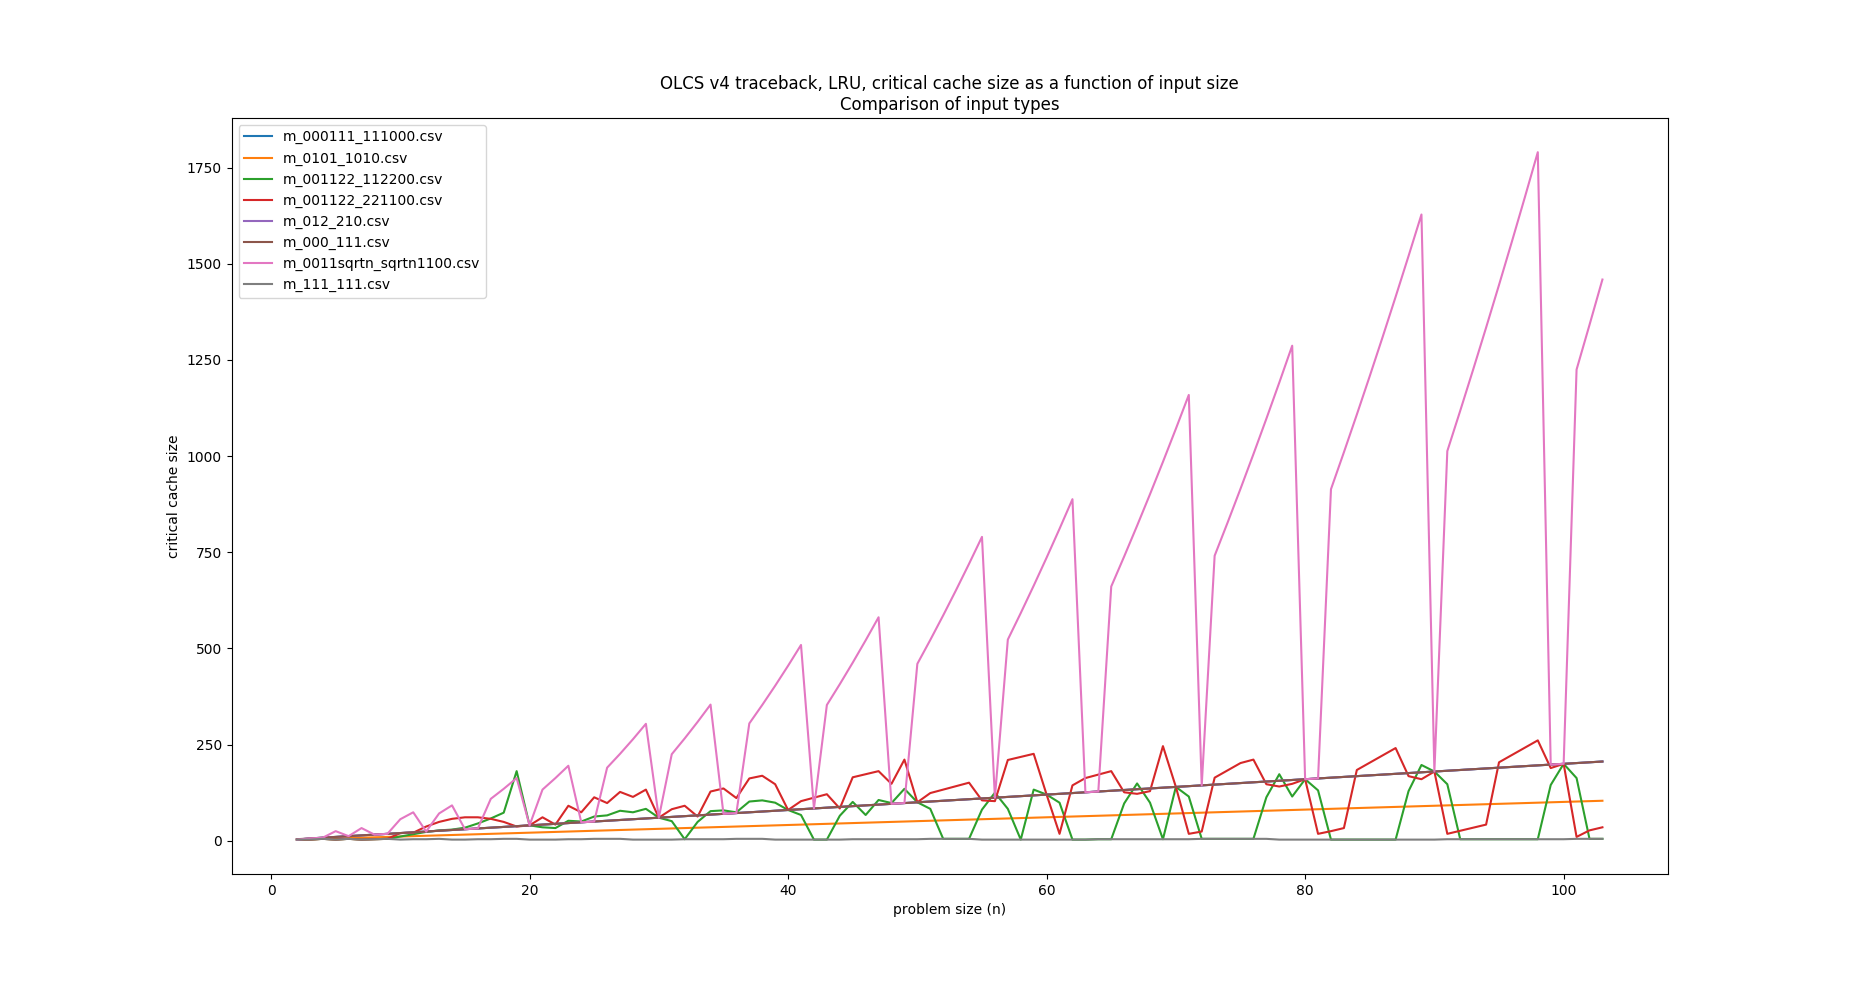 OLCS v4 traceback, LRU, critical cache size as a function of input size
Comparison of input types
m_000111_111000.csv
m_0101_1010.csv
m_001122_112200.csv
m_001122_221100.csv
m_012_210.csv
m_000_111.csv
m_0011sqrtn_sqrtn1100.csv
m_111_111.csv
1750
1500
1250
1000
750
500
250
0
critical cache size
0 20 40 60 80 100
problem size (n)